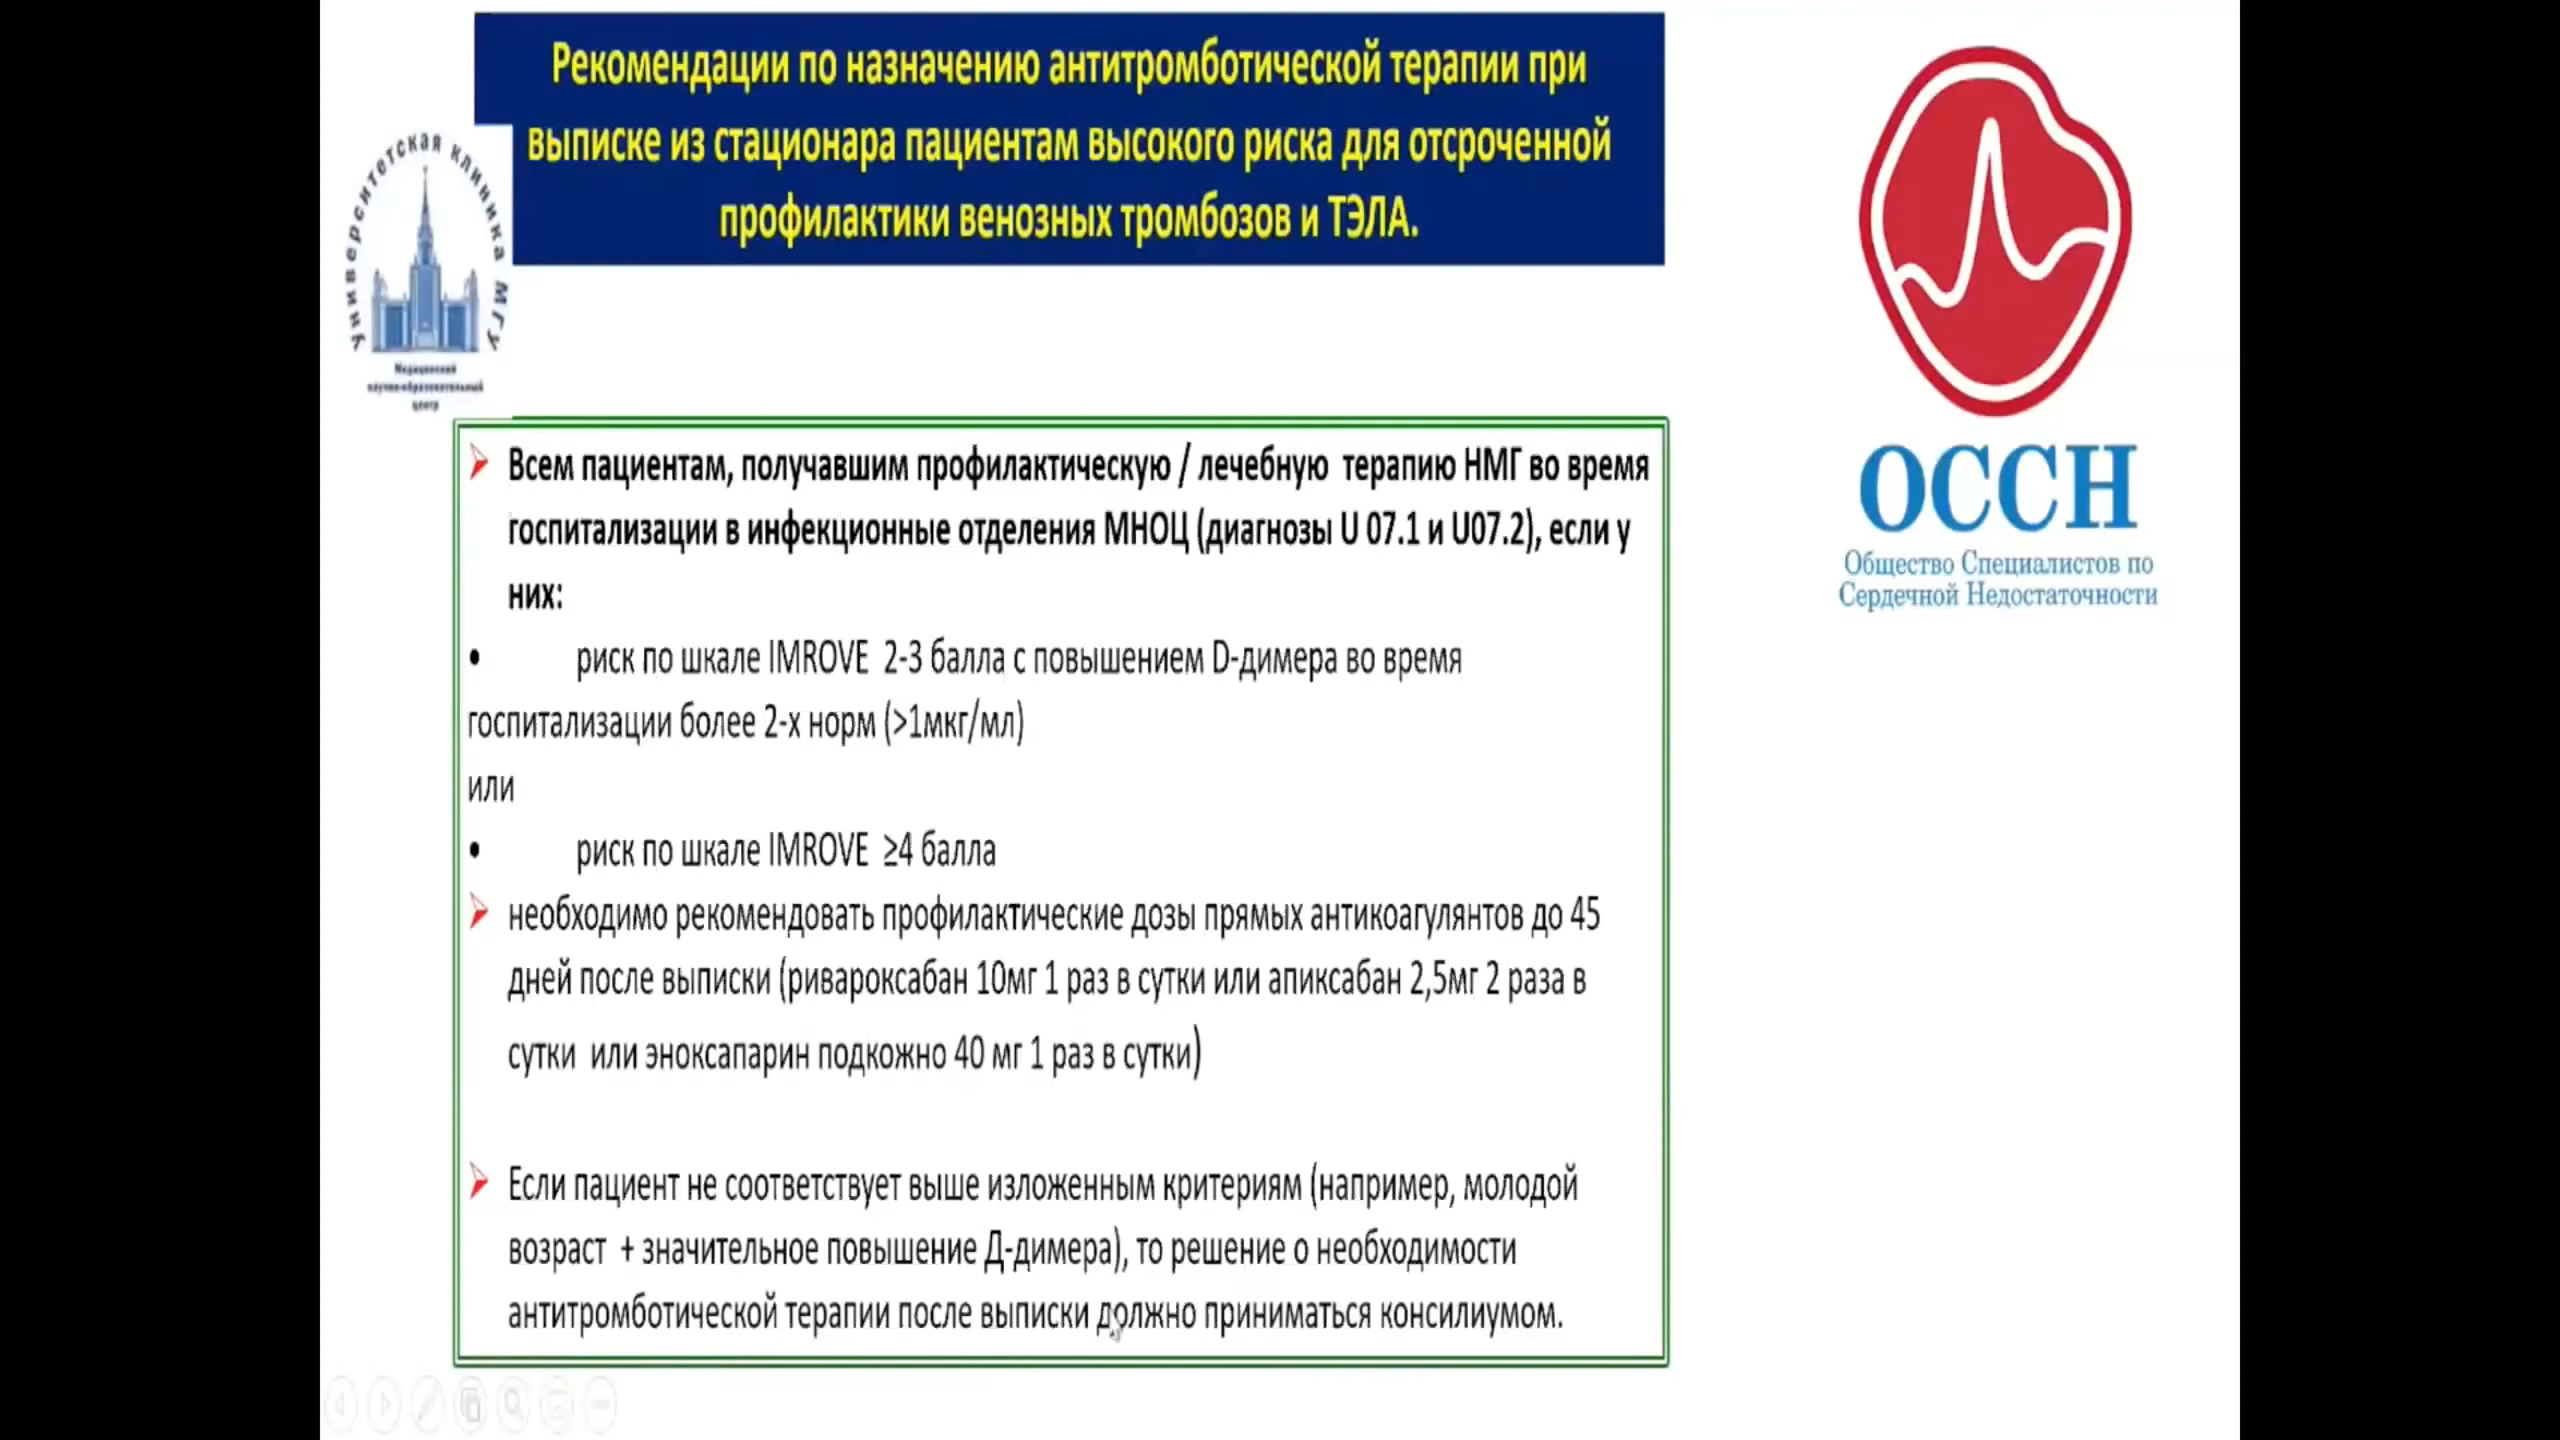 Рекомендации по назначению антитромботической терапии при
выписке из стационара пациентам высокого риска для отсроченной
профилактики венозных тромбозов и ТЭЛА.
УНИВЕРСИТЕТСКАЯ КЛИНИКА МГУ
Медицинский
научно-образовательный
центр
ОССН
Общество Специалистов по
Сердечной Недостаточности
Всем пациентам, получавшим профилактическую / лечебную терапию НМГ во время
госпитализации в инфекционные отделения МНОЦ (диагнозы U 07.1 и U07.2), если у
них:
• риск по шкале IMROVE 2-3 балла с повышением D-димера во время
госпитализации более 2-х норм (>1мкг/мл)
или
• риск по шкале IMROVE ≥4 балла
необходимо рекомендовать профилактические дозы прямых антикоагулянтов до 45
дней после выписки (ривароксабан 10мг 1 раз в сутки или апиксабан 2,5мг 2 раза в
сутки или эноксапарин подкожно 40 мг 1 раз в сутки)
Если пациент не соответствует выше изложенным критериям (например, молодой
возраст + значительное повышение Д-димера), то решение о необходимости
антитромботической терапии после выписки должно приниматься консилиумом.